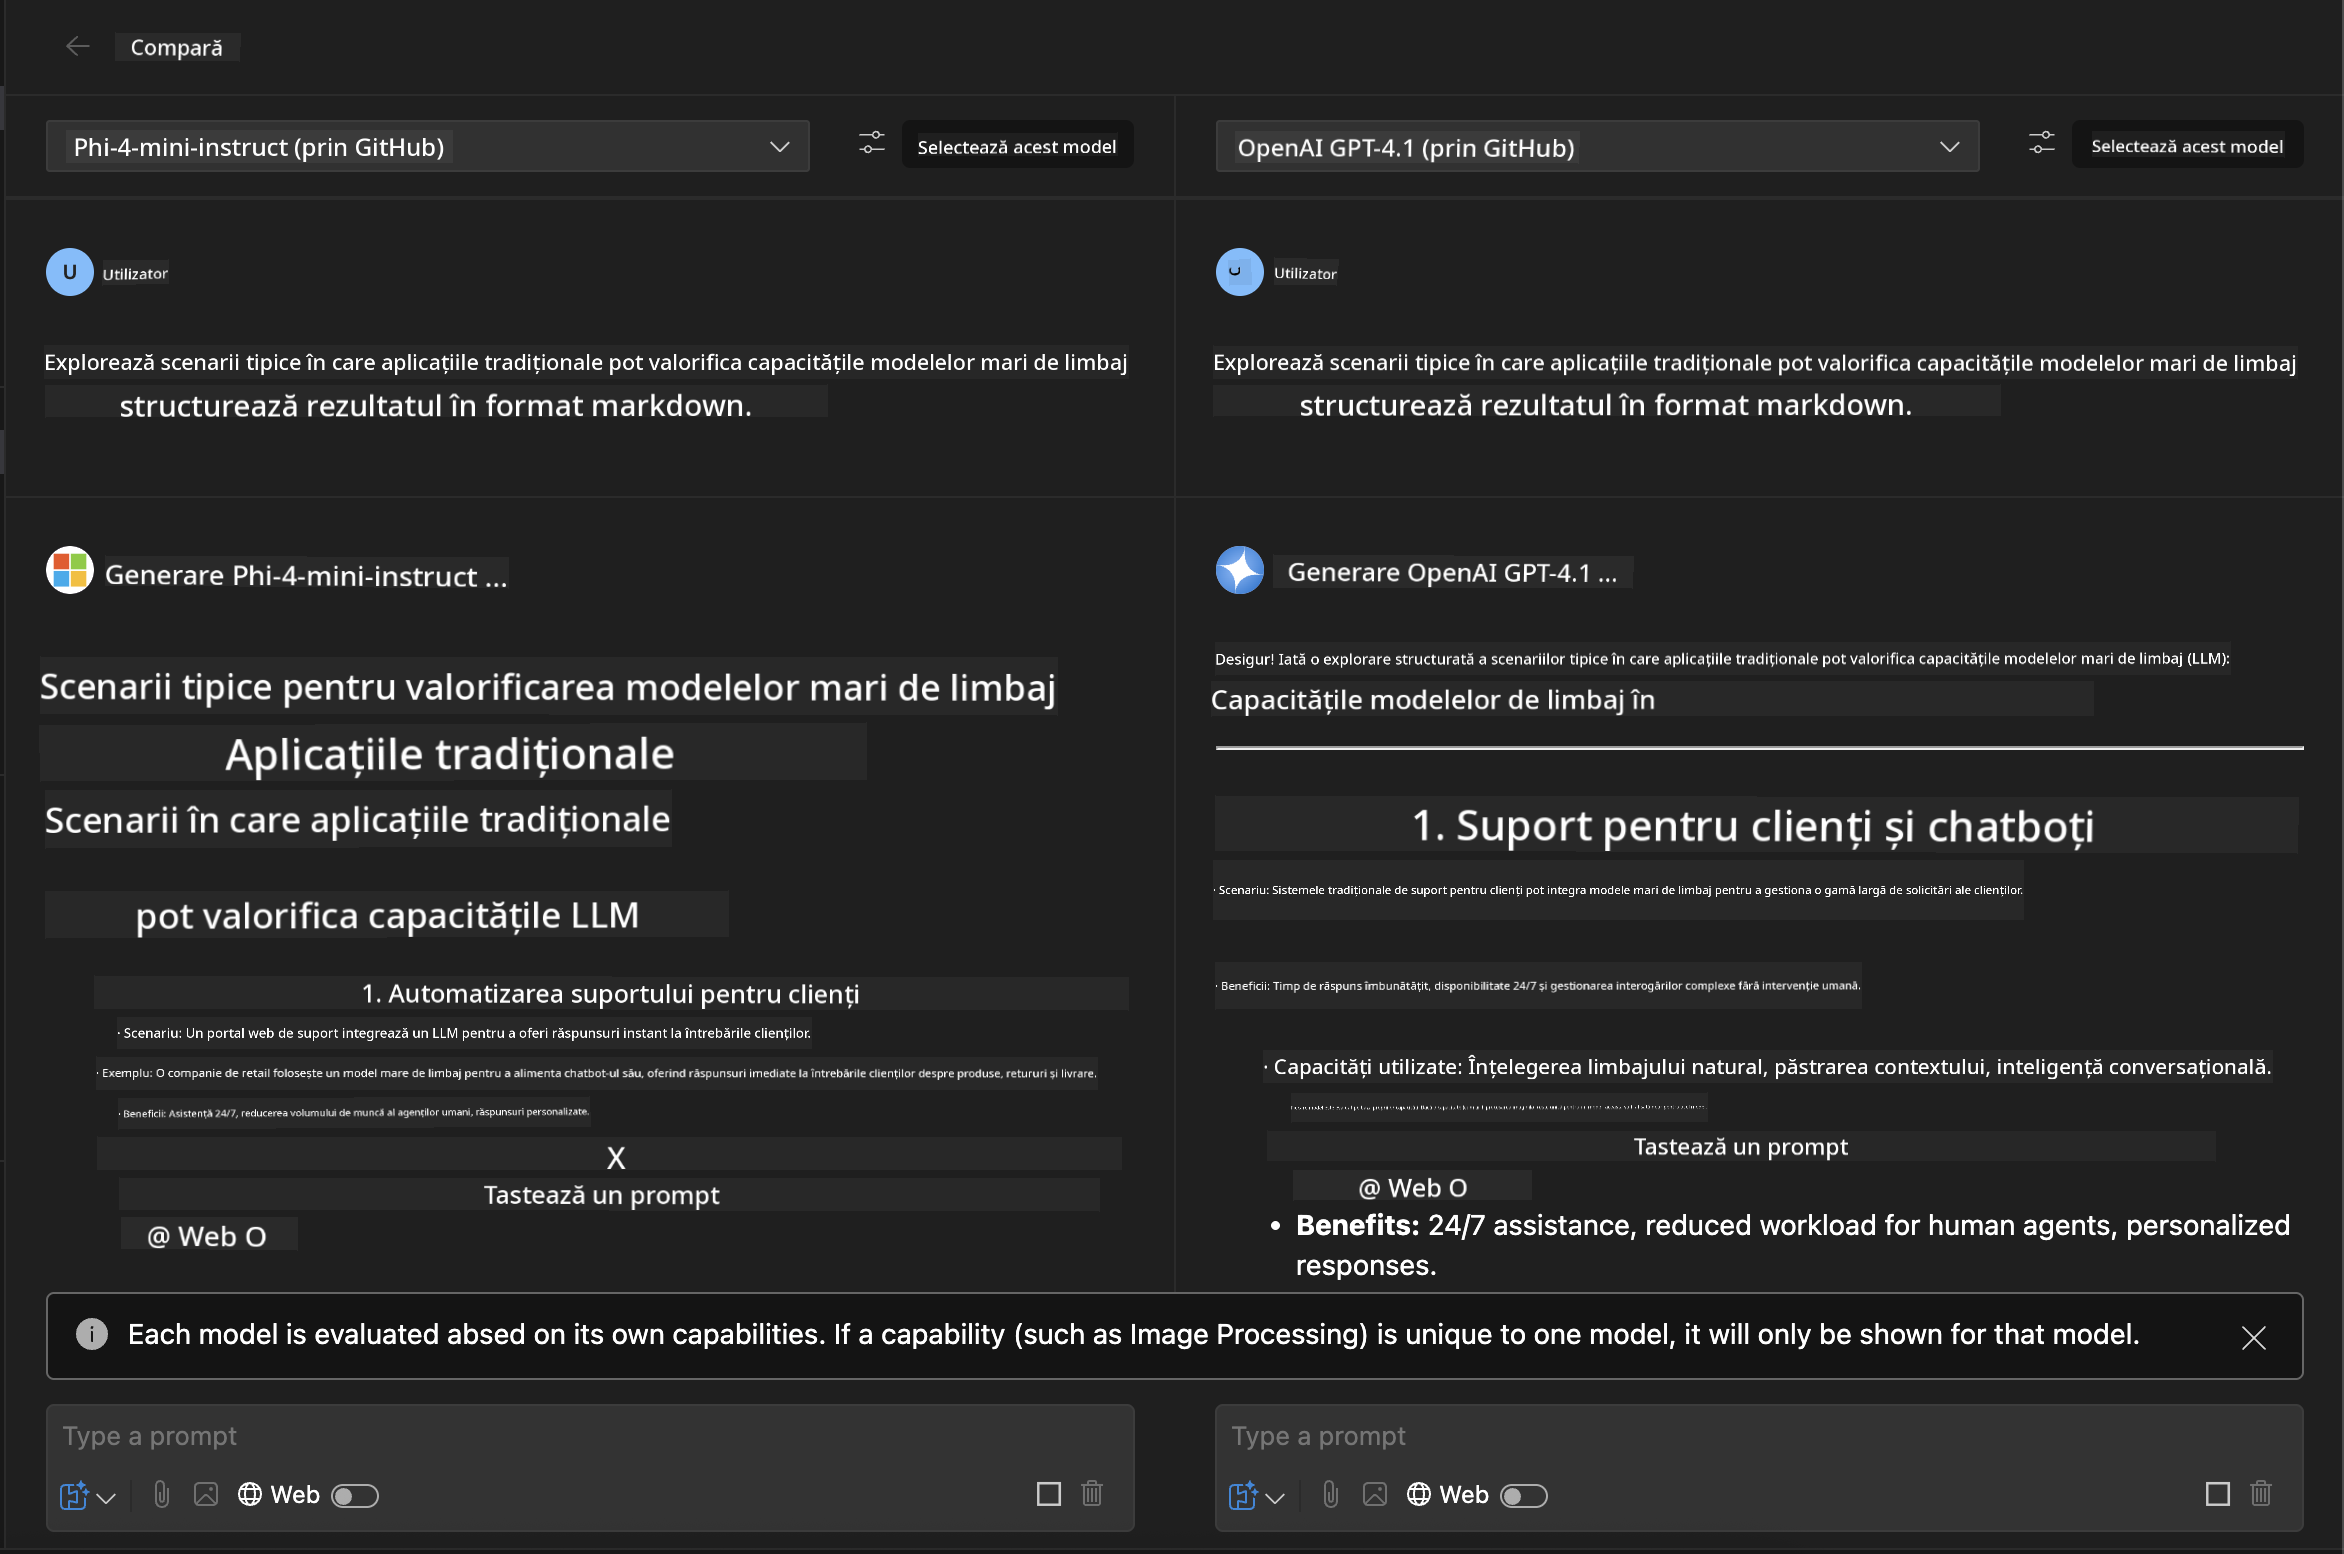 Compară
Phi-4-mini-instruct (prin GitHub)
Selectează acest model
OpenAI GPT-4.1 (prin GitHub)
Selectează acest model
U
Utilizator
Explorează scenarii tipice în care aplicațiile tradiționale pot valorifica capacitățile modelelor mari de limbaj
structurează rezultatul în format markdown.
Generare Phi-4-mini-instruct ...
Scenarii tipice pentru valorificarea modelelor mari de limbaj
Aplicațiile tradiționale
Scenarii în care aplicațiile tradiționale
pot valorifica capacitățile LLM
1. Automatizarea suportului pentru clienți
· Scenariu: Un portal web de suport integrează un LLM pentru a oferi răspunsuri instant la întrebările clienților.
· Exemplu: O companie de retail folosește un model mare de limbaj pentru a alimenta chatbot-ul său, oferind răspunsuri imediate la întrebările clienților despre produse, retururi și livrare.
· Beneficii: Asistență 24/7, reducerea volumului de muncă al agenților umani, răspunsuri personalizate.
X
Tastează un prompt
@ Web O
Utilizator
Explorează scenarii tipice în care aplicațiile tradiționale pot valorifica capacitățile modelelor mari de limbaj
structurează rezultatul în format markdown.
Generare OpenAI GPT-4.1 ...
Desigur! Iată o explorare structurată a scenariilor tipice în care aplicațiile tradiționale pot valorifica capacitățile modelelor mari de limbaj (LLM):
Capacitățile modelelor de limbaj în
1. Suport pentru clienți și chatboți
· Scenariu: Sistemele tradiționale de suport pentru clienți pot integra modele mari de limbaj pentru a gestiona o gamă largă de solicitări ale clienților.
· Beneficii: Timp de răspuns îmbunătățit, disponibilitate 24/7 și gestionarea interogărilor complexe fără intervenție umană.
· Capacități utilizate: Înțelegerea limbajului natural, păstrarea contextului, inteligență conversațională.
Tastează un prompt
@ Web O
• Benefits: 24/7 assistance, reduced workload for human agents, personalized
responses.
Each model is evaluated absed on its own capabilities. If a capability (such as Image Processing) is unique to one model, it will only be shown for that model.
Type a prompt
Web
Type a prompt
Web